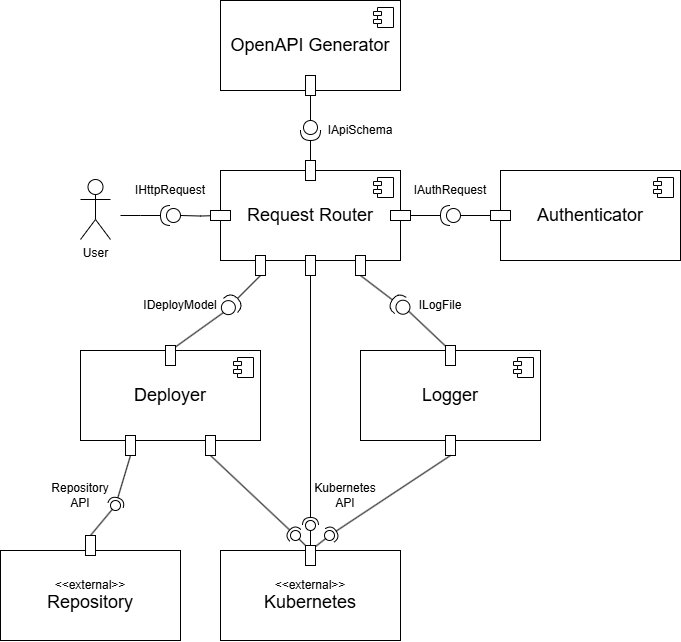 OpenAPI Generator
IApiSchema
IHttpRequest
IAuthRequest
Request Router
Authenticator
User
IDeployModel
ILogFile
Deployer
Logger
Repository
API
Kubernetes
API
<<external>>
Repository
<<external>>
Kubernetes